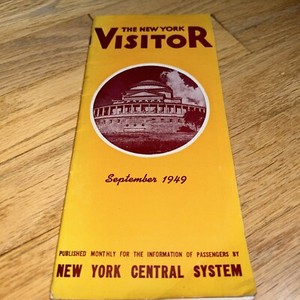 THE NEW YORK
VISITOR
September 1949
PUBLISHED MONTHLY FOR THE INFORMATION OF PASSENGERS BY
NEW YORK CENTRAL SYSTEM